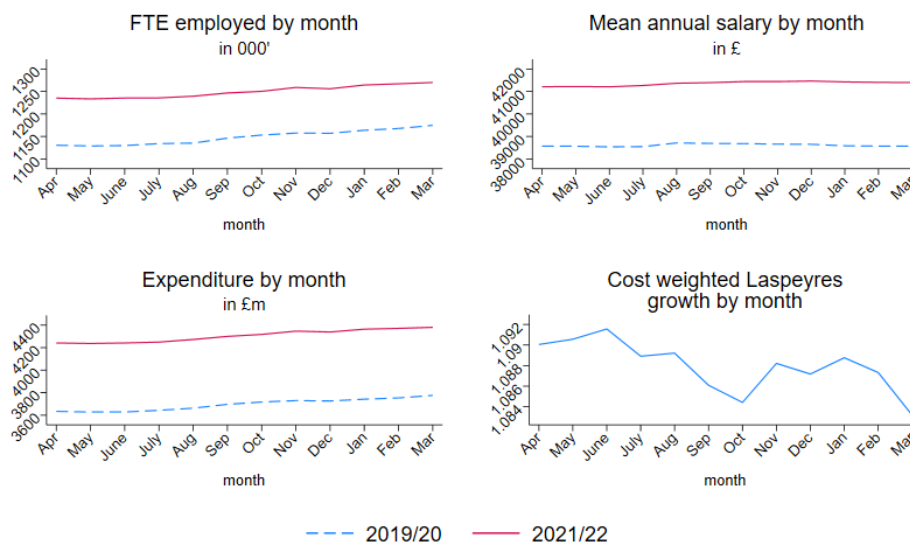 FTE employed by month
in 000'
1300
1250
1200
1150
1100
Apr May June July Aug Sep Oct Nov Dec Jan Feb Mar
month
Mean annual salary by month
in £
42000
41000
40000
39000
38000
Apr May June July Aug Sep Oct Nov Dec Jan Feb Mar
month
Expenditure by month
in £m
4400
4200
4000
3800
3600
Apr May June July Aug Sep Oct Nov Dec Jan Feb Mar
month
Cost weighted Laspeyres
growth by month
1.092
1.09
1.088
1.086
1.084
Apr May June July Aug Sep Oct Nov Dec Jan Feb Mar
month
2019/20 2021/22